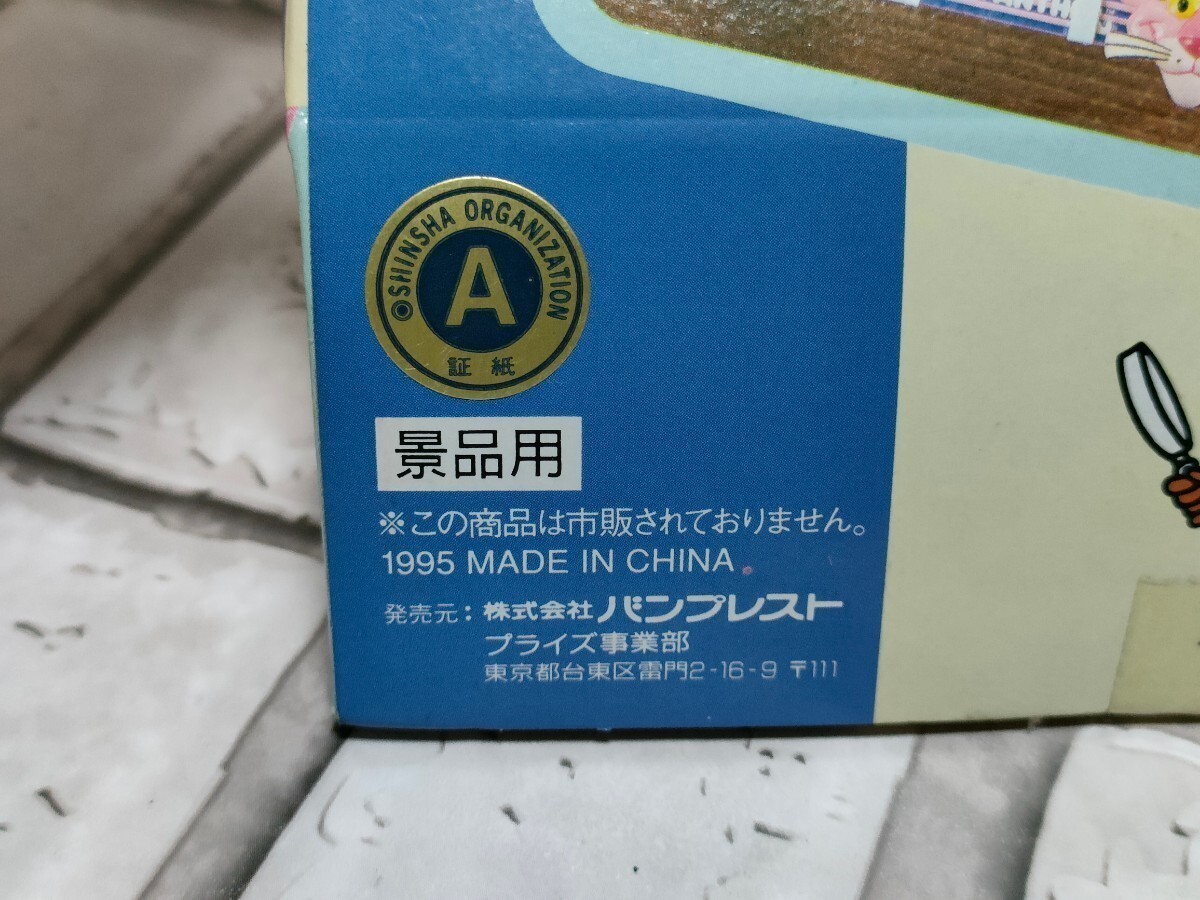 ◎SHINSHA ORGANIZATION
A
証紙
景品用
※この商品は市販されておりません。
1995 MADE IN CHINA
発売元：株式会社バンプレスト
プライズ事業部
東京都台東区雷門2-16-9 〒111